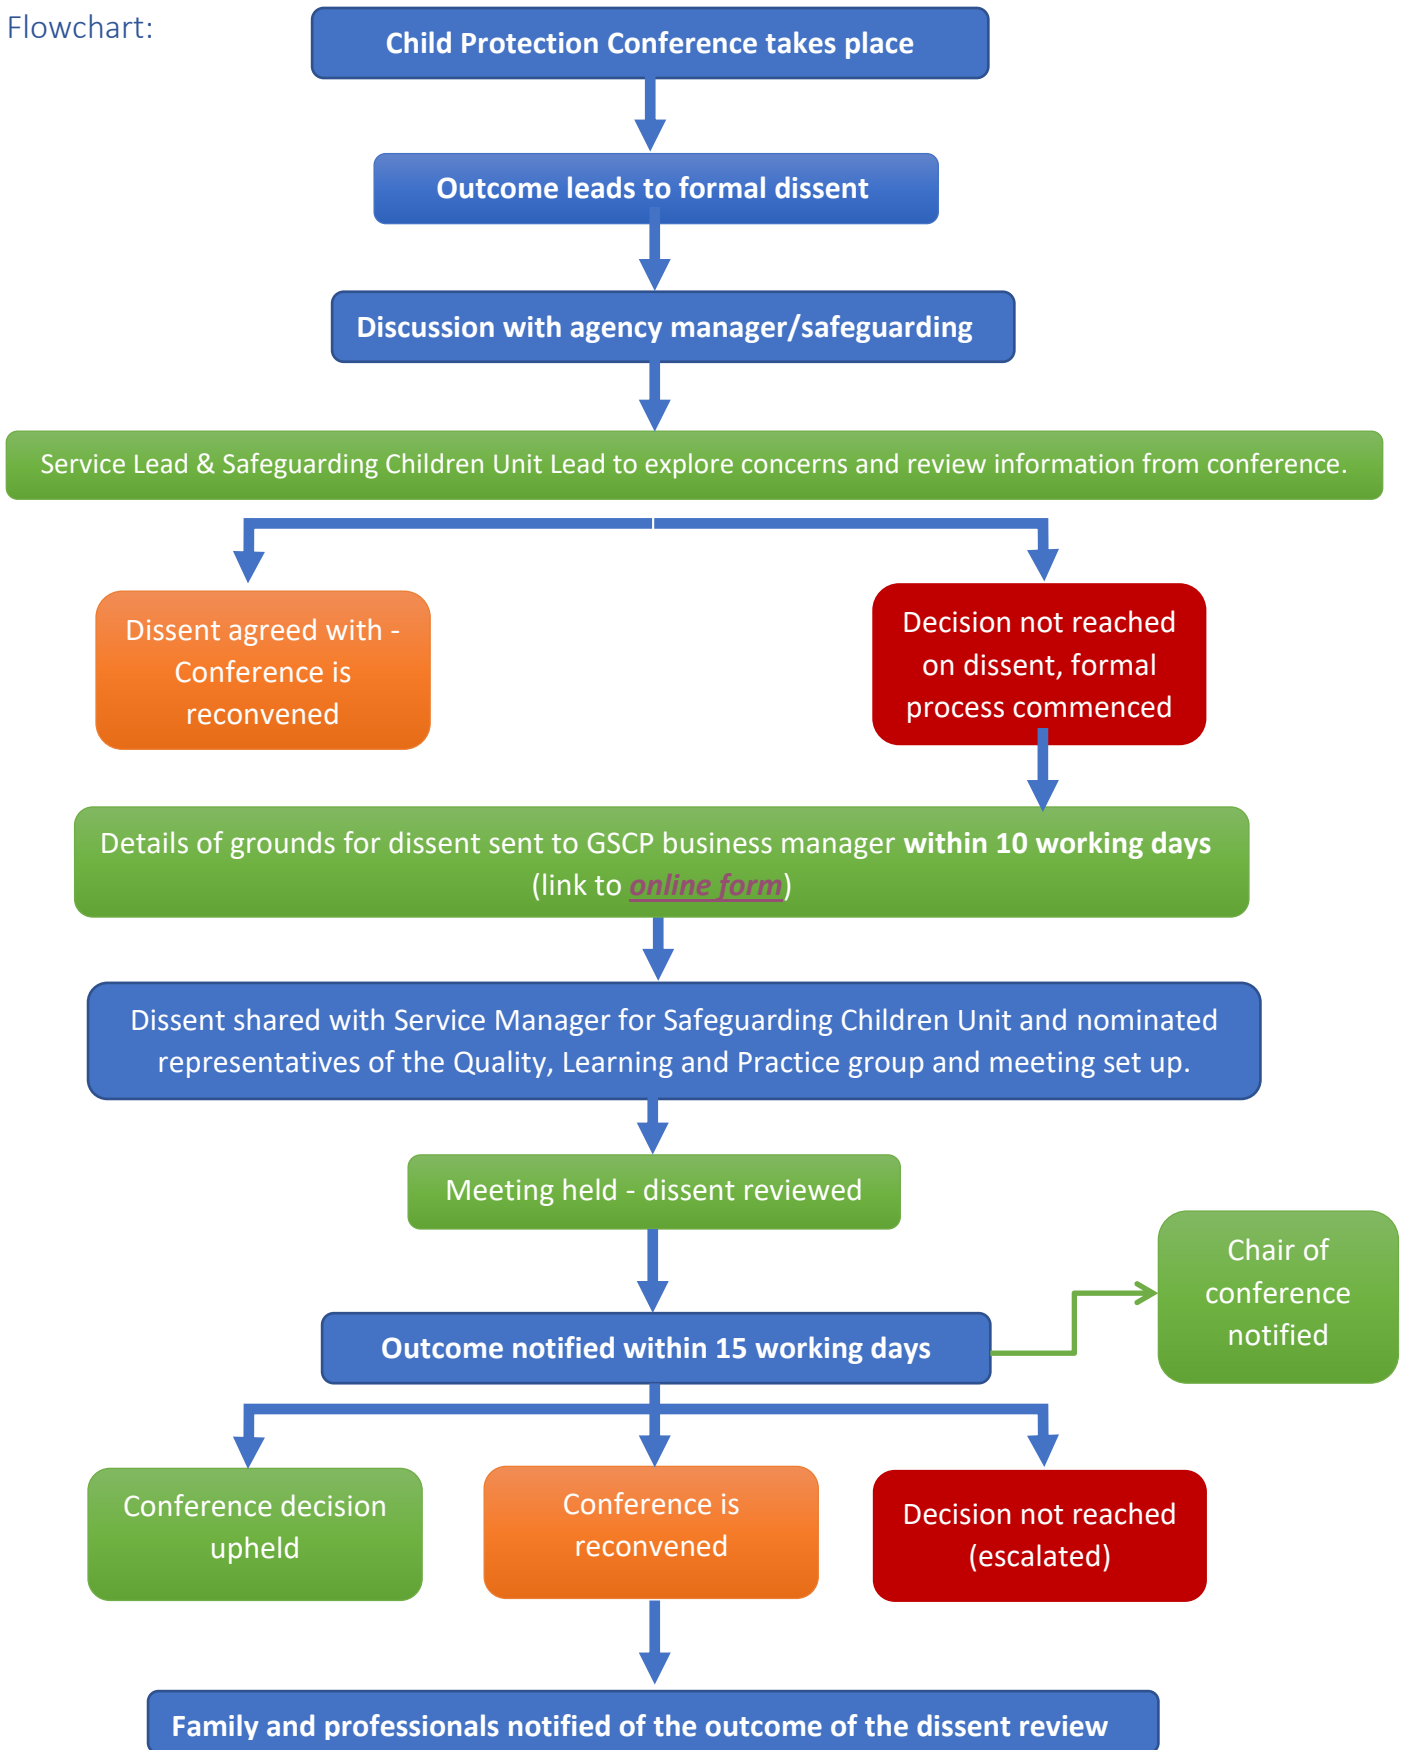 Flowchart:
Child Protection Conference takes place
Outcome leads to formal dissent
Discussion with agency manager/safeguarding
Service Lead & Safeguarding Children Unit Lead to explore concerns and review information from conference.
Dissent agreed with -
Conference is
reconvened
Decision not reached
on dissent, formal
process commenced
Details of grounds for dissent sent to GSCP business manager within 10 working days
(link to online form)
Dissent shared with Service Manager for Safeguarding Children Unit and nominated
representatives of the Quality, Learning and Practice group and meeting set up.
Meeting held - dissent reviewed
Chair of
conference
notified
Outcome notified within 15 working days
Conference decision
upheld
Conference is
reconvened
Decision not reached
(escalated)
Family and professionals notified of the outcome of the dissent review